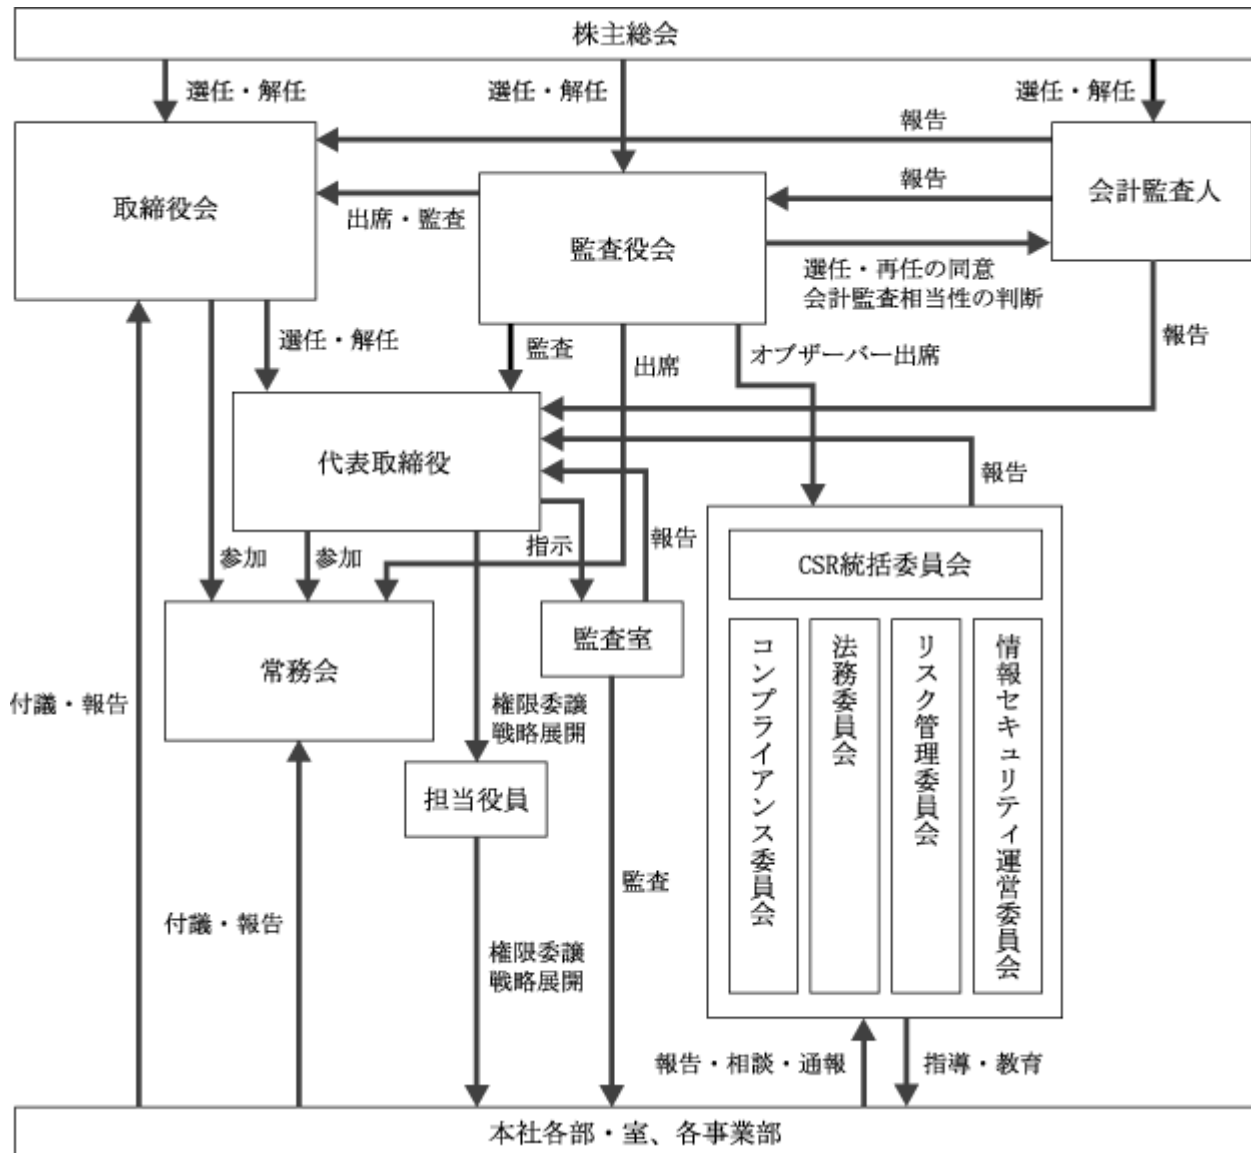 株主総会
選任・解任
選任・解任
選任・解任
報告
取締役会
会計監査人
報告
出席・監査
監査役会
選任・再任の同意
会計監査相当性の判断
選任・解任
監査
出席
オブザーバー出席
報告
代表取締役
報告
参加
参加
指示
報告
CSR統括委員会
常務会
監査室
コンプライアンス委員会
法務委員会
リスク管理委員会
情報セキュリティ運営委員会
付議・報告
権限委譲
戦略展開
担当役員
監査
付議・報告
権限委譲
戦略展開
報告・相談・通報
指導・教育
本社各部・室、各事業部